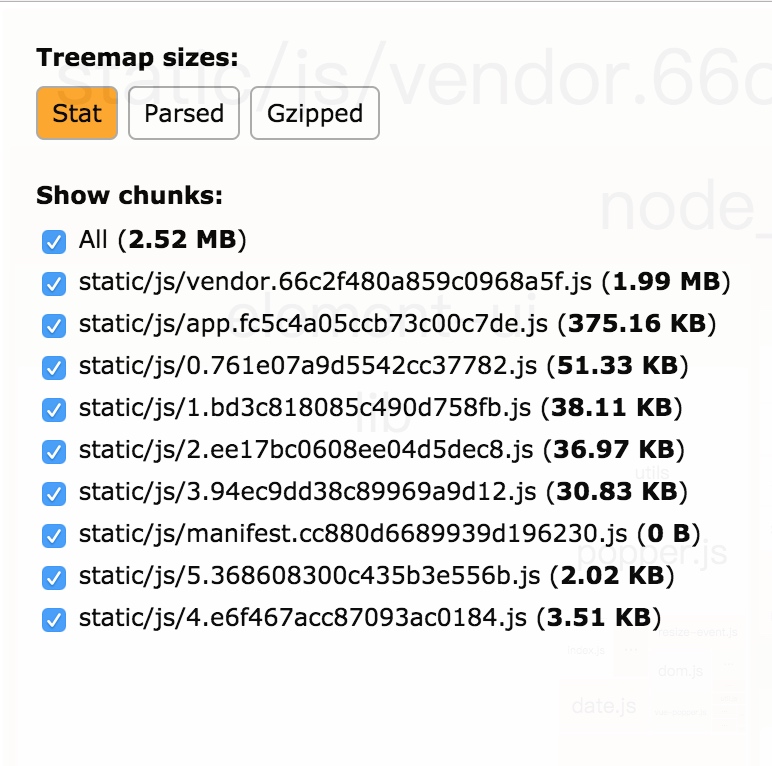 static/js/vendor.66c
Treemap sizes:
Stat Parsed Gzipped
Show chunks:
node_
All (2.52 MB)
static/js/vendor.66c2f480a859c0968a5f.js (1.99 MB)
element-ui
static/js/app.fc5c4a05ccb73c00c7de.js (375.16 KB)
static/js/0.761e07a9d5542cc37782.js (51.33 KB)
lib
static/js/1.bd3c818085c490d758fb.js (38.11 KB)
static/js/2.ee17bc0608ee04d5dec8.js (36.97 KB)
utils
static/js/3.94ec9dd38c89969a9d12.js (30.83 KB)
static/js/manifest.cc880d6689939d196230.js (0 B)
popper.js
static/js/5.368608300c435b3e556b.js (2.02 KB)
static/js/4.e6f467acc87093ac0184.js (3.51 KB)
resize-event.js
index.js
dom.js
date.js